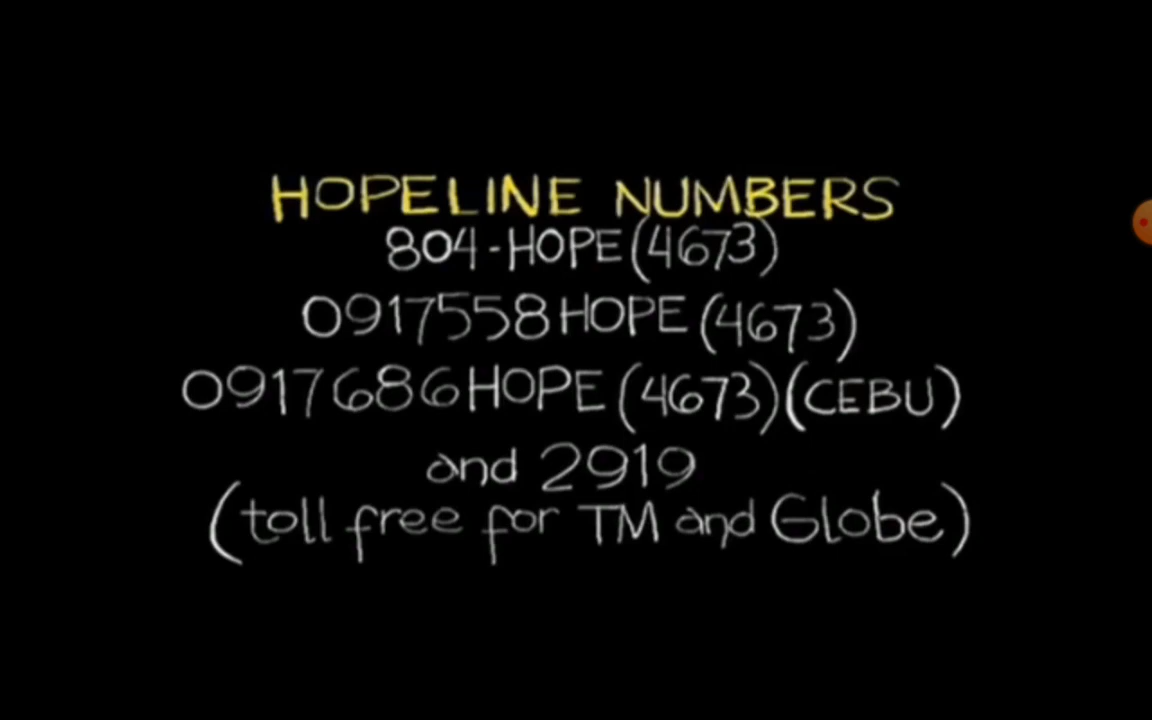 HOPELINE NUMBERS
804-HOPE(4673)
0917558HOPE (4673)
0917686HOPE (4673)(CEBU)
and 2919
(toll free for TM and Globe)